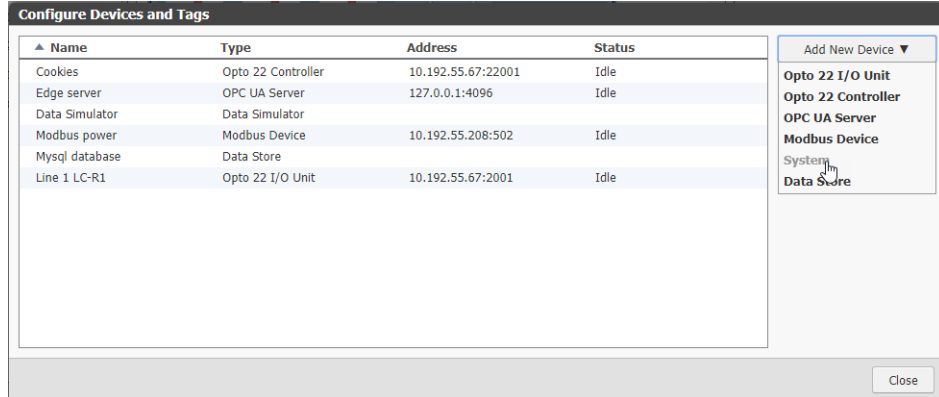 Configure Devices and Tags
▲ Name Type Address Status
Cookies Opto 22 Controller 10.192.55.67:22001 Idle
Edge server OPC UA Server 127.0.0.1:4096 Idle
Data Simulator Data Simulator
Modbus power Modbus Device 10.192.55.208:502 Idle
Mysql database Data Store
Line 1 LC-R1 Opto 22 I/O Unit 10.192.55.67:2001 Idle
Add New Device ▼
Opto 22 I/O Unit
Opto 22 Controller
OPC UA Server
Modbus Device
System
Data Store
Close